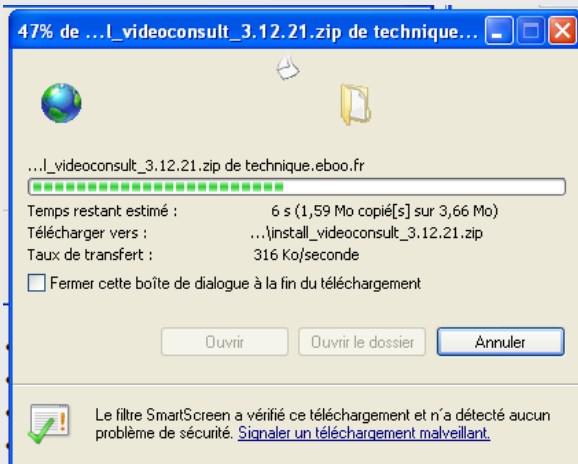 47% de ...l_videoconsult_3.12.21.zip de technique...
...l_videoconsult_3.12.21.zip de technique.eboo.fr
Temps restant estimé : 6 s (1,59 Mo copié[s] sur 3,66 Mo)
Télécharger vers : ...\install_videoconsult_3.12.21.zip
Taux de transfert : 316 Ko/seconde
Fermer cette boîte de dialogue à la fin du téléchargement
Ouvrir Ouvrir le dossier Annuler
Le filtre SmartScreen a vérifié ce téléchargement et n´a détecté aucun
problème de sécurité. Signaler un téléchargement malveillant.